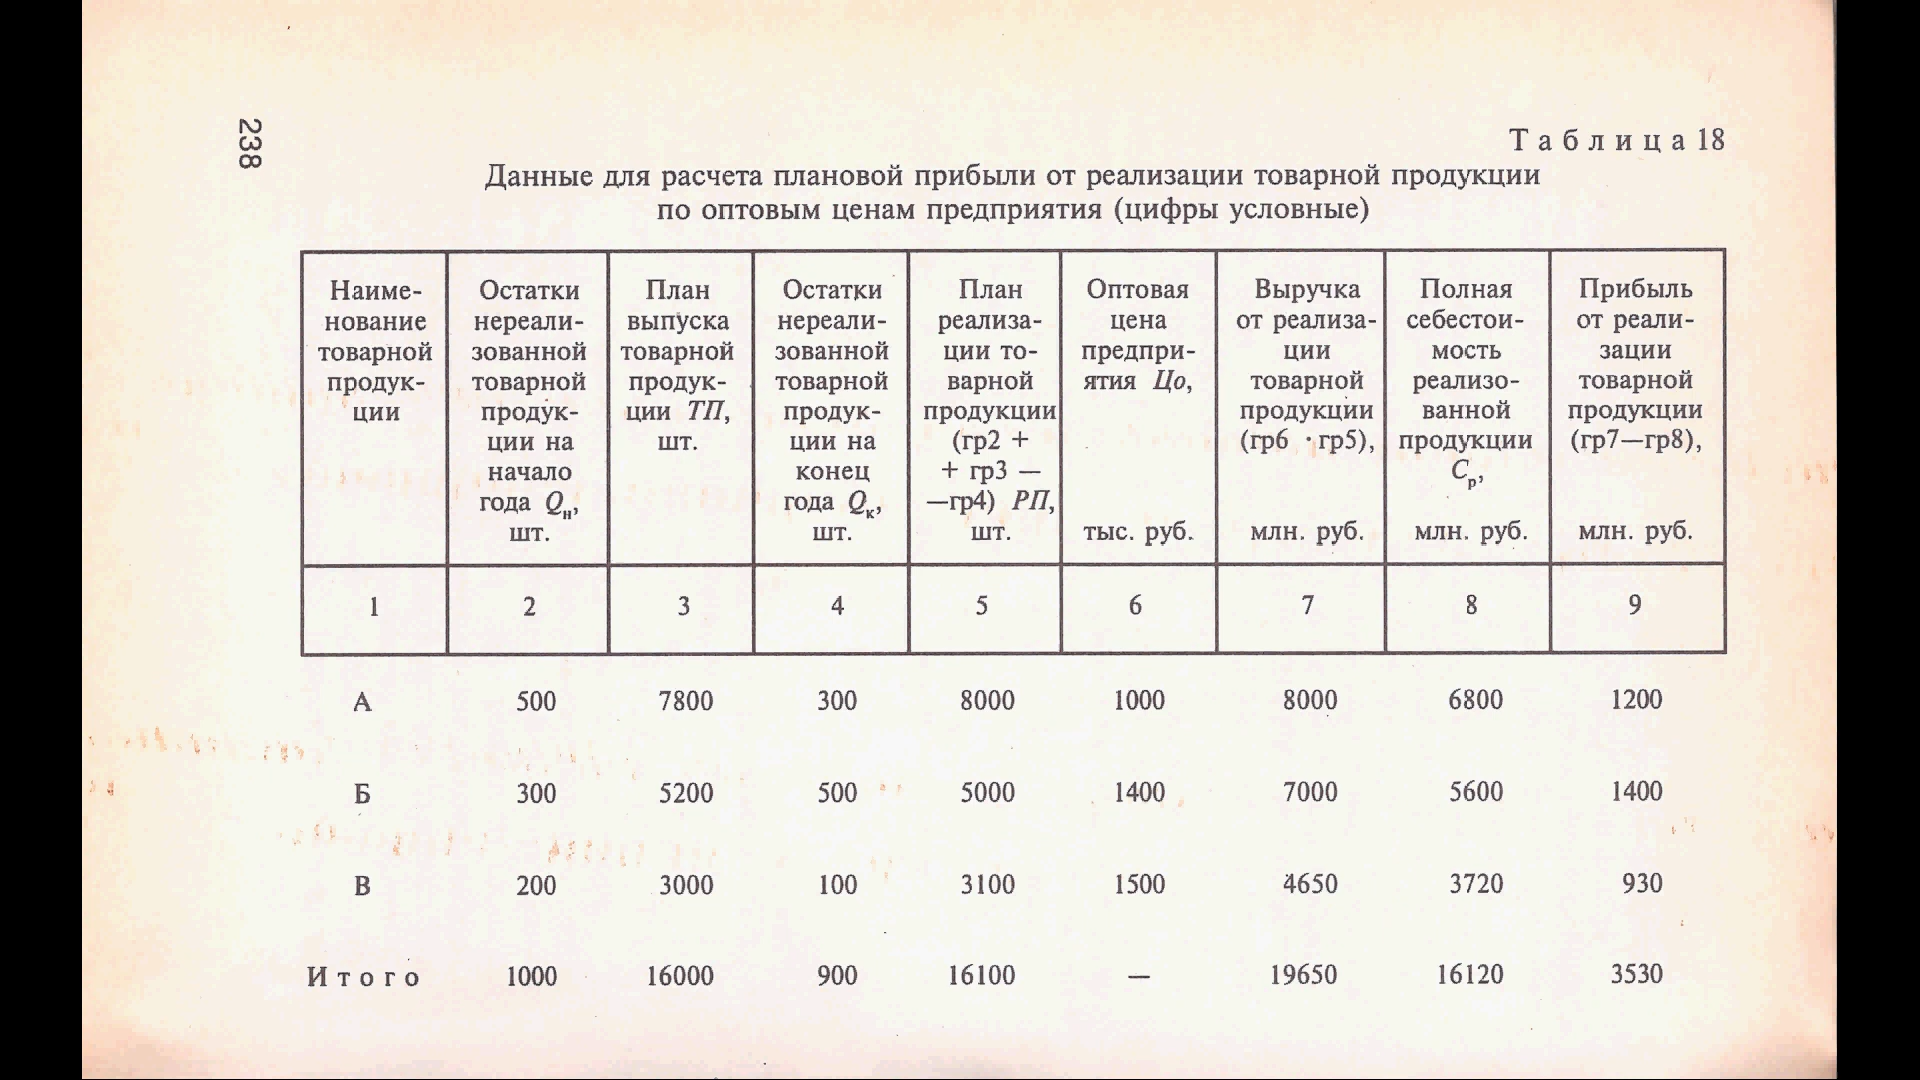 238
Таблица 18
Данные для расчета плановой прибыли от реализации товарной продукции
по оптовым ценам предприятия (цифры условные)
Наиме-
нование
товарной
продук-
ции
Остатки
нереали-
зованной
товарной
продук-
ции на
начало
года Qн,
шт.
План
выпуска
товарной
продук-
ции ТП,
шт.
Остатки
нереали-
зованной
товарной
продук-
ции на
конец
года Qк,
шт.
План
реализа-
ции то-
варной
продукции
(гр2 +
+ гр3 —
—гр4) РП,
шт.
Оптовая
цена
предпри-
ятия Цо,
тыс. руб.
Выручка
от реализа-
ции
товарной
продукции
(гр6 · гр5),
млн. руб.
Полная
себестои-
мость
реализо-
ванной
продукции
Cр,
млн. руб.
Прибыль
от реали-
зации
товарной
продукции
(гр7—гр8),
млн. руб.
1 2 3 4 5 6 7 8 9
А 500 7800 300 8000 1000 8000 6800 1200
Б 300 5200 500 5000 1400 7000 5600 1400
В 200 3000 100 3100 1500 4650 3720 930
Итого 1000 16000 900 16100 — 19650 16120 3530